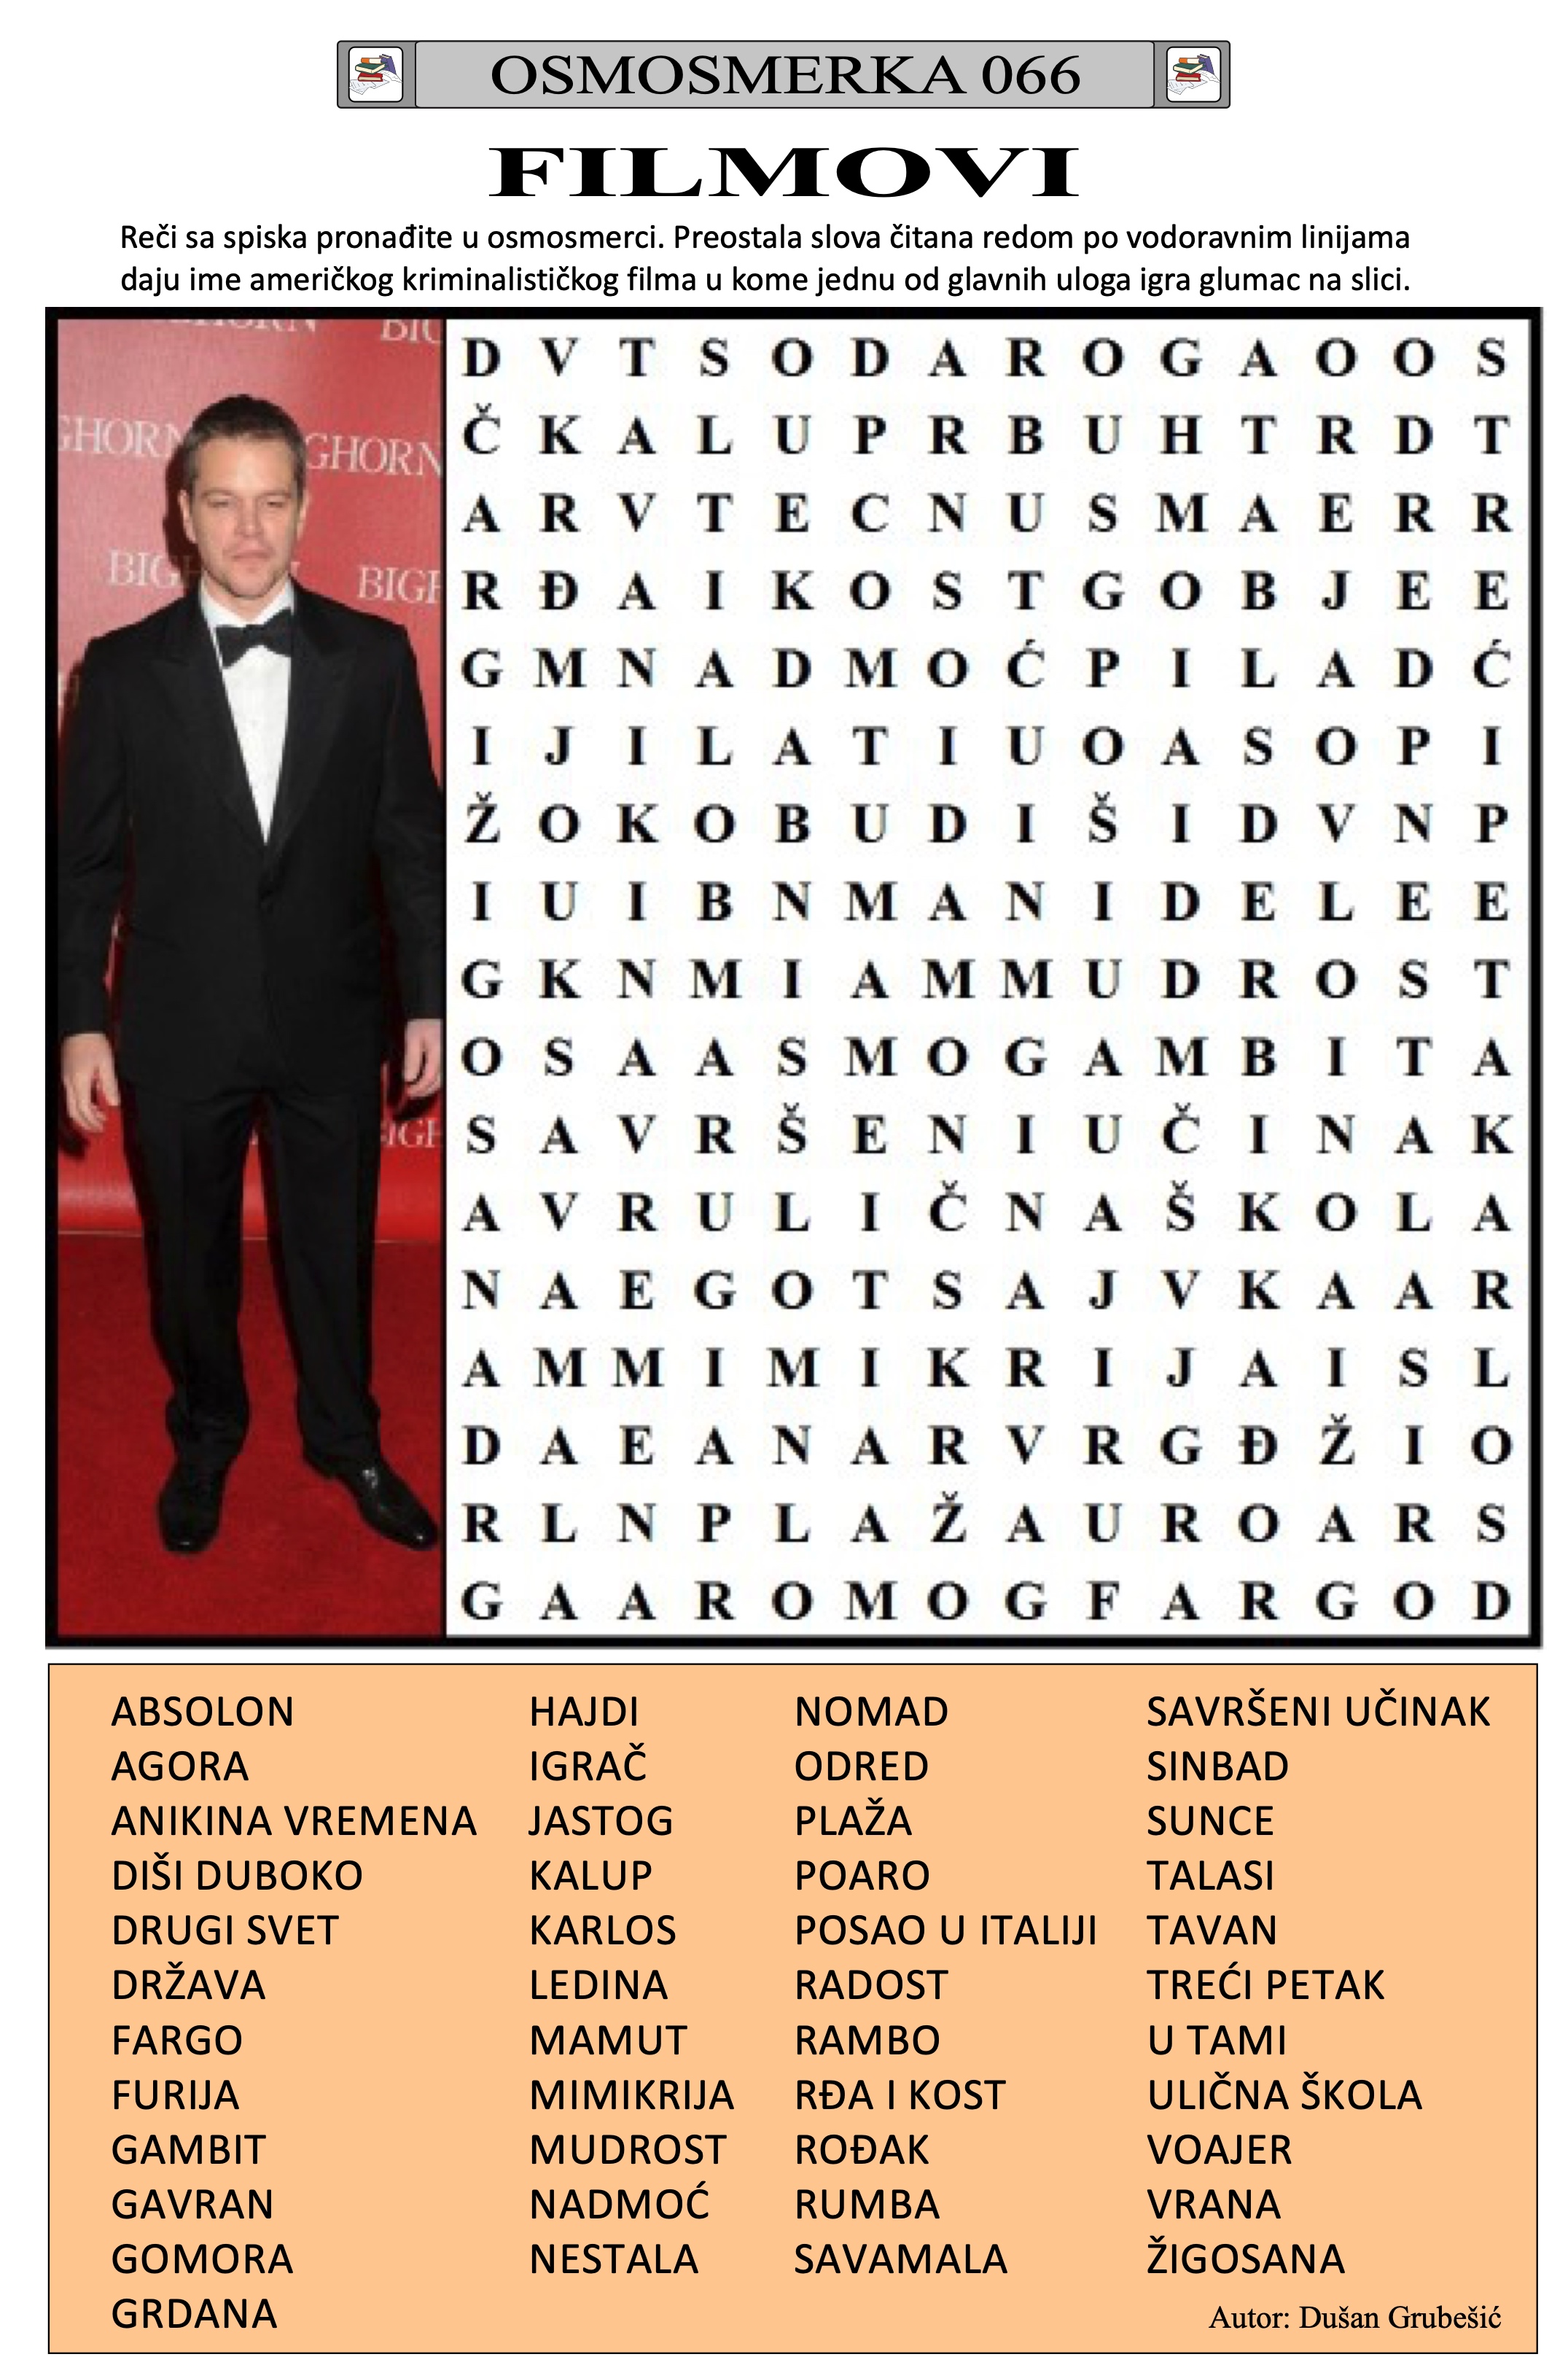 OSMOSMERKA 066
FILMOVI
Reči sa spiska pronađite u osmosmerci. Preostala slova čitana redom po vodoravnim linijama
daju ime američkog kriminalističkog filma u kome jednu od glavnih uloga igra glumac na slici.
D V T S O D A R O G A O O S
Č K A L U P R B U H T R D T
A R V T E C N U S M A E R R
R Đ A I K O S T G O B J E E
G M N A D M O Ć P I L A D Ć
I J I L A T I U O A S O P I
Ž O K O B U D I Š I D V N P
I U I B N M A N I D E L E E
G K N M I A M M U D R O S T
O S A A S M O G A M B I T A
S A V R Š E N I U Č I N A K
A V R U L I Č N A Š K O L A
N A E G O T S A J V K A A R
A M M I M I K R I J A I S L
D A E A N A R V R G Đ Ž I O
R L N P L A Ž A U R O A R S
G A A R O M O G F A R G O D
GHORN
BIGHORN
ABSOLON
AGORA
ANIKINA VREMENA
DIŠI DUBOKO
DRUGI SVET
DRŽAVA
FARGO
FURIJA
GAMBIT
GAVRAN
GOMORA
GRDANA
HAJDI
IGRAČ
JASTOG
KALUP
KARLOS
LEDINA
MAMUT
MIMIKRIJA
MUDROST
NADMOĆ
NESTALA
NOMAD
ODRED
PLAŽA
POARO
POSAO U ITALIJI
RADOST
RAMBO
RĐA I KOST
ROĐAK
RUMBA
SAVAMALA
SAVRŠENI UČINAK
SINBAD
SUNCE
TALASI
TAVAN
TREĆI PETAK
U TAMI
ULIČNA ŠKOLA
VOAJER
VRANA
ŽIGOSANA
Autor: Dušan Grubešić